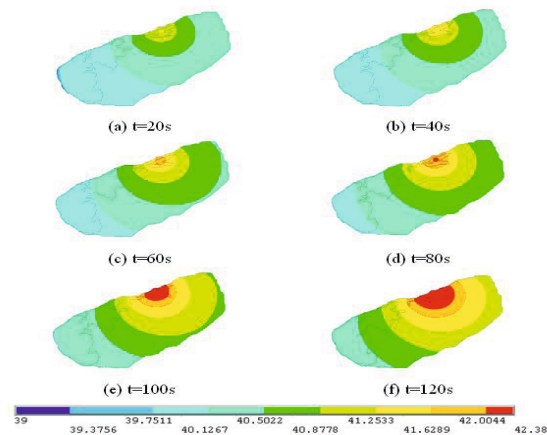 (a) t=20s (b) t=40s
(c) t=60s (d) t=80s
(e) t=100s (f) t=120s
39 39.7511 40.5022 41.2533 42.0044
39.3756 40.1267 40.8778 41.6289 42.38